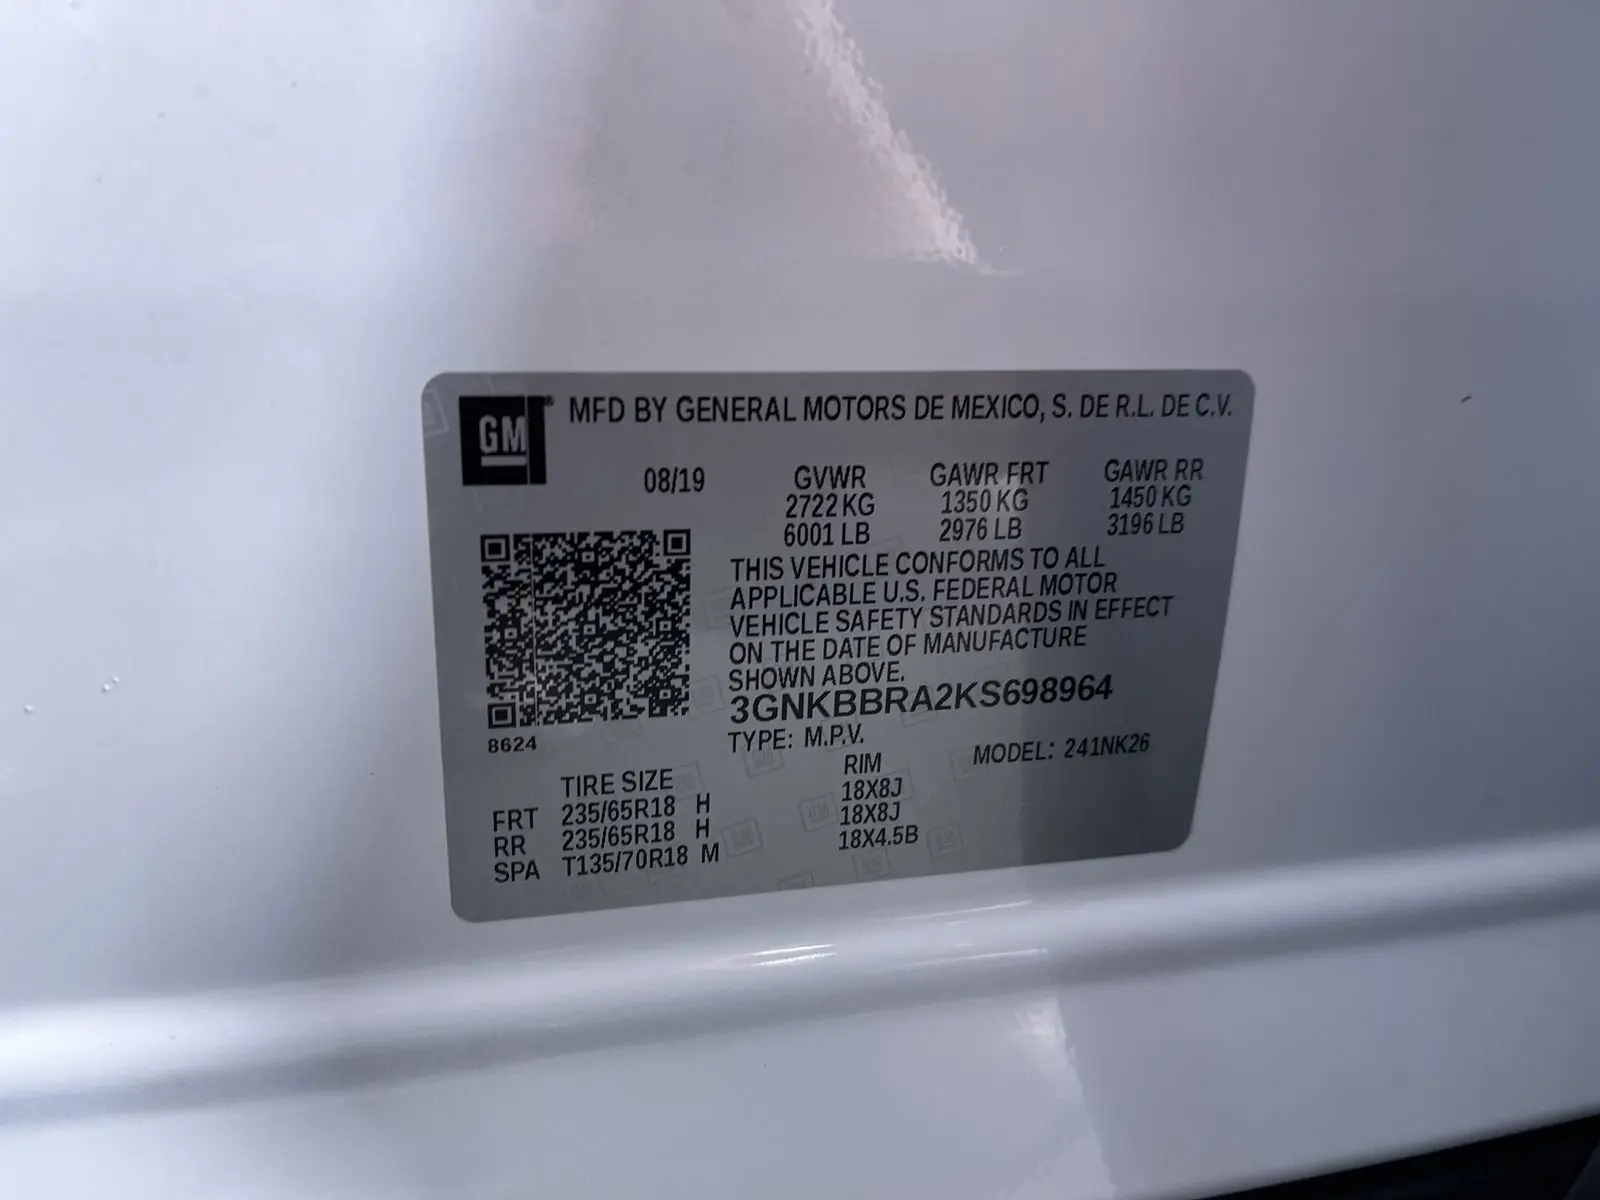 GM® MFD BY GENERAL MOTORS DE MEXICO, S. DE R.L. DE C.V.
08/19 GVWR GAWR FRT GAWR RR
2722 KG 1350 KG 1450 KG
6001 LB 2976 LB 3196 LB
THIS VEHICLE CONFORMS TO ALL
APPLICABLE U.S. FEDERAL MOTOR
VEHICLE SAFETY STANDARDS IN EFFECT
ON THE DATE OF MANUFACTURE
SHOWN ABOVE.
3GNKBBRA2KS698964
8624
TYPE: M.P.V. MODEL: 241NK26
TIRE SIZE RIM
FRT 235/65R18 H 18X8J
RR 235/65R18 H 18X8J
SPA T135/70R18 M 18X4.5B